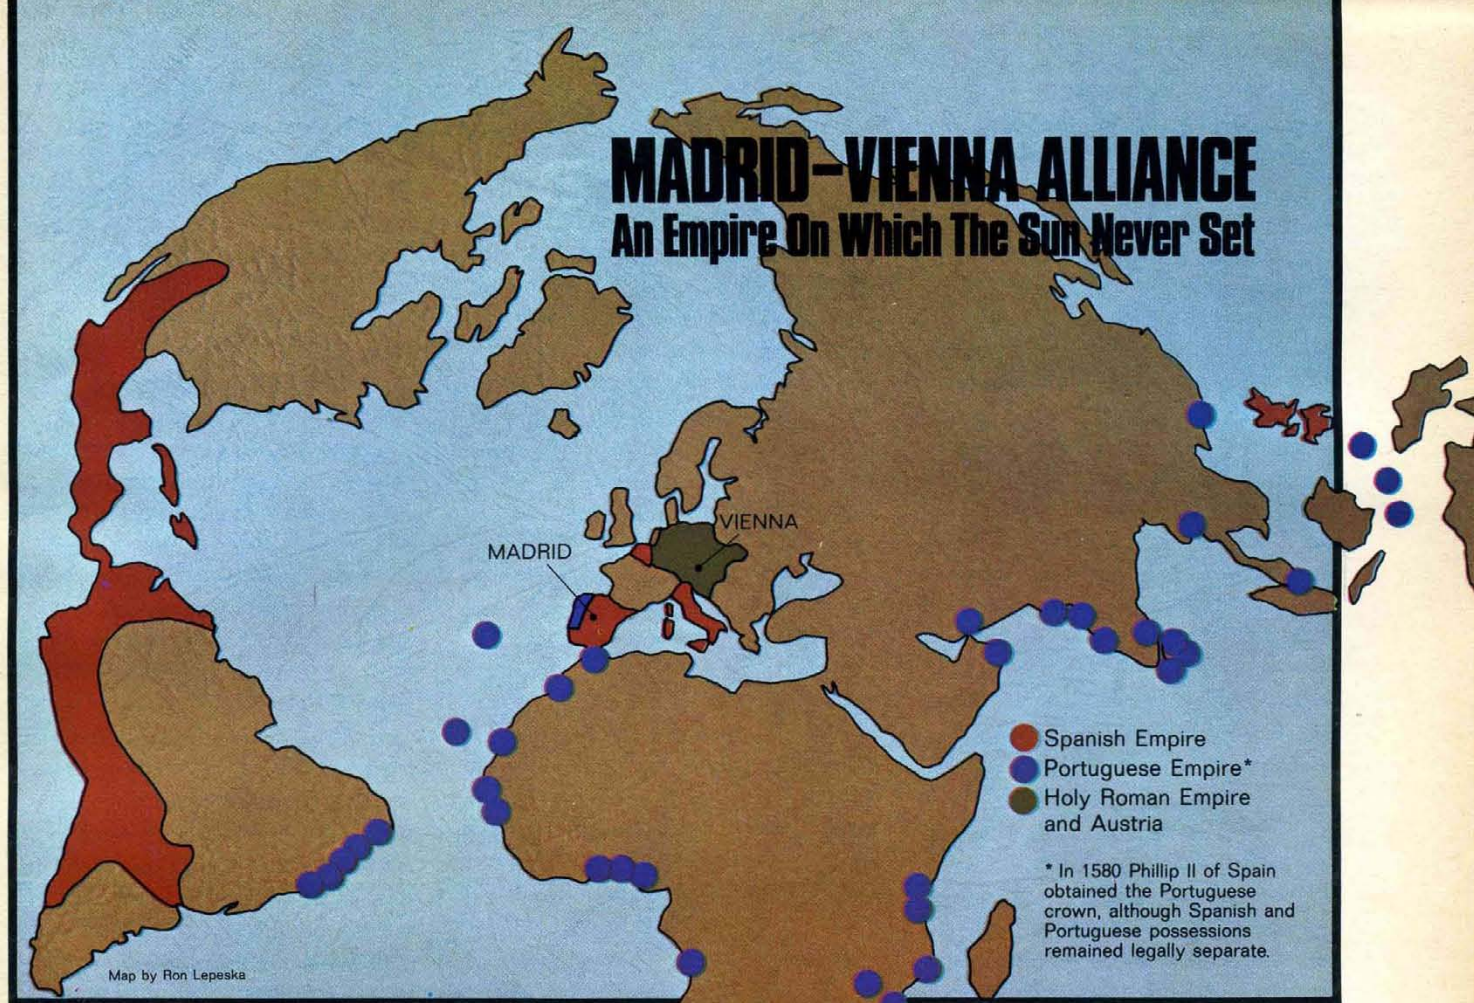 MADRID–VIENNA ALLIANCE
An Empire On Which The Sun Never Set
VIENNA
MADRID
Spanish Empire
Portuguese Empire*
Holy Roman Empire
and Austria
* In 1580 Phillip II of Spain
obtained the Portuguese
crown, although Spanish and
Portuguese possessions
remained legally separate.
Map by Ron Lepeska